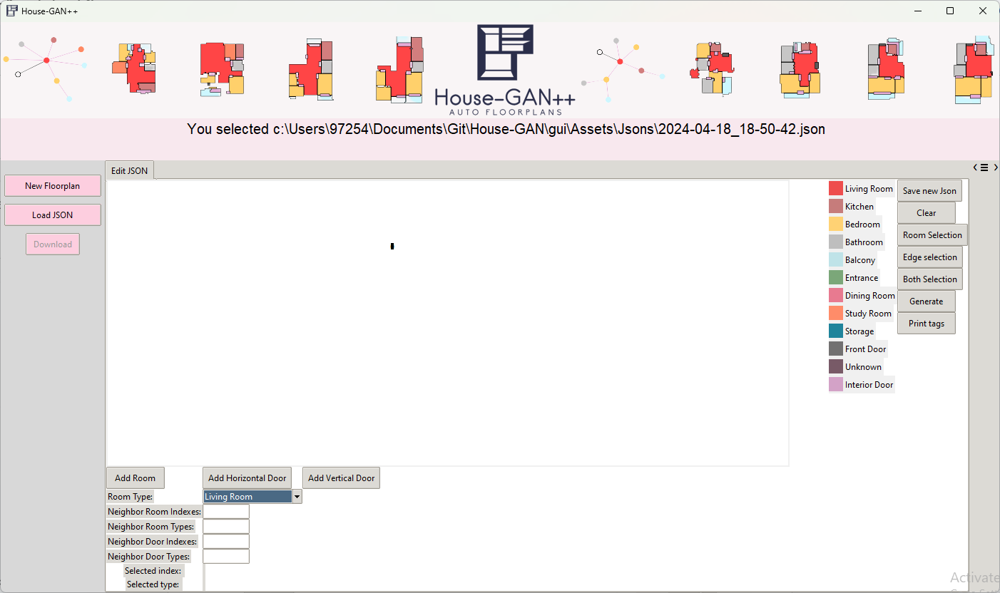 House-GAN++
House-GAN++
AUTO FLOORPLANS
You selected c:\Users\97254\Documents\Git\House-GAN\gui\Assets\Jsons\2024-04-18_18-50-42.json
New Floorplan
Load JSON
Download
Edit JSON
Living Room
Kitchen
Bedroom
Bathroom
Balcony
Entrance
Dining Room
Study Room
Storage
Front Door
Unknown
Interior Door
Save new Json
Clear
Room Selection
Edge selection
Both Selection
Generate
Print tags
Add Room
Add Horizontal Door
Add Vertical Door
Room Type:
Living Room
Neighbor Room Indexes:
Neighbor Room Types:
Neighbor Door Indexes:
Neighbor Door Types:
Selected index:
Selected type:
Activate